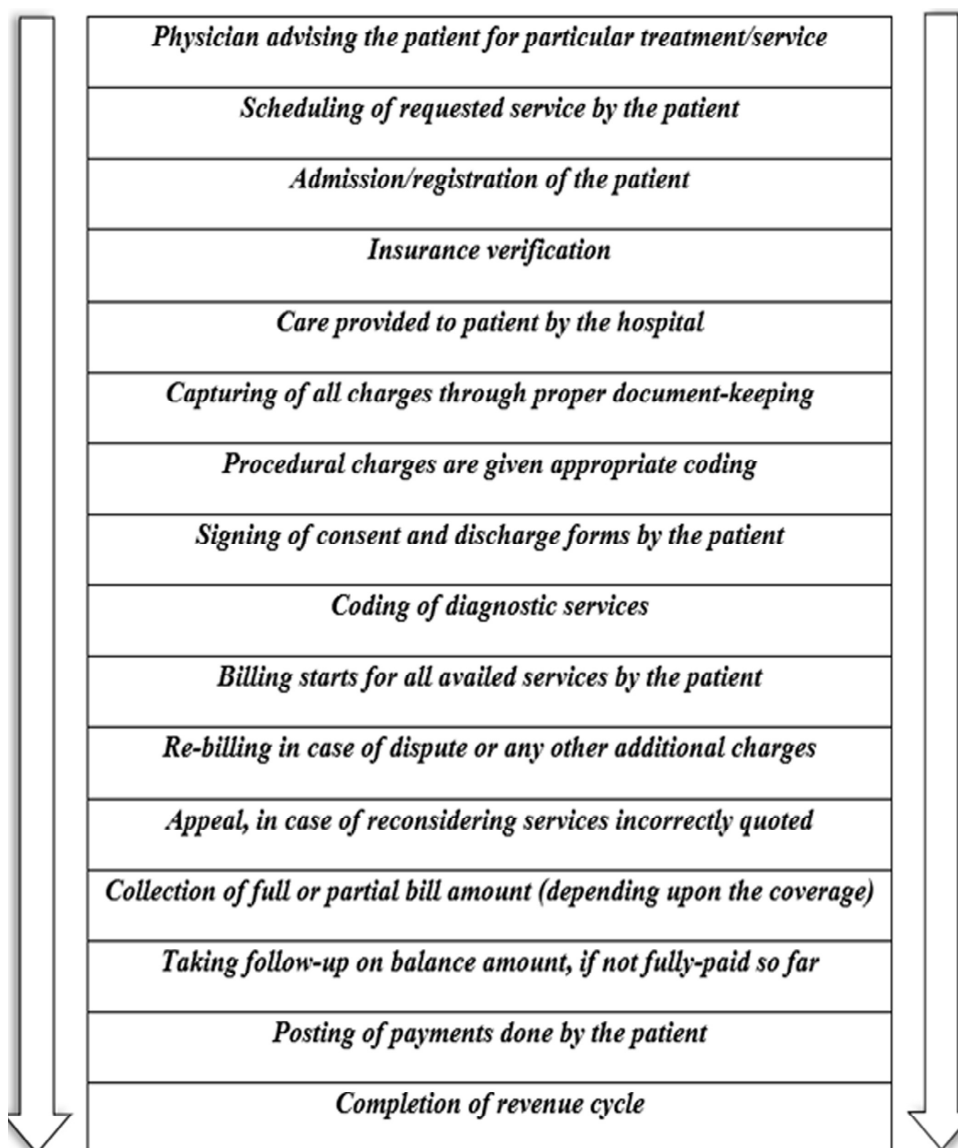 Physician advising the patient for particular treatment/service
Scheduling of requested service by the patient
Admission/registration of the patient
Insurance verification
Care provided to patient by the hospital
Capturing of all charges through proper document-keeping
Procedural charges are given appropriate coding
Signing of consent and discharge forms by the patient
Coding of diagnostic services
Billing starts for all availed services by the patient
Re-billing in case of dispute or any other additional charges
Appeal, in case of reconsidering services incorrectly quoted
Collection of full or partial bill amount (depending upon the coverage)
Taking follow-up on balance amount, if not fully-paid so far
Posting of payments done by the patient
Completion of revenue cycle